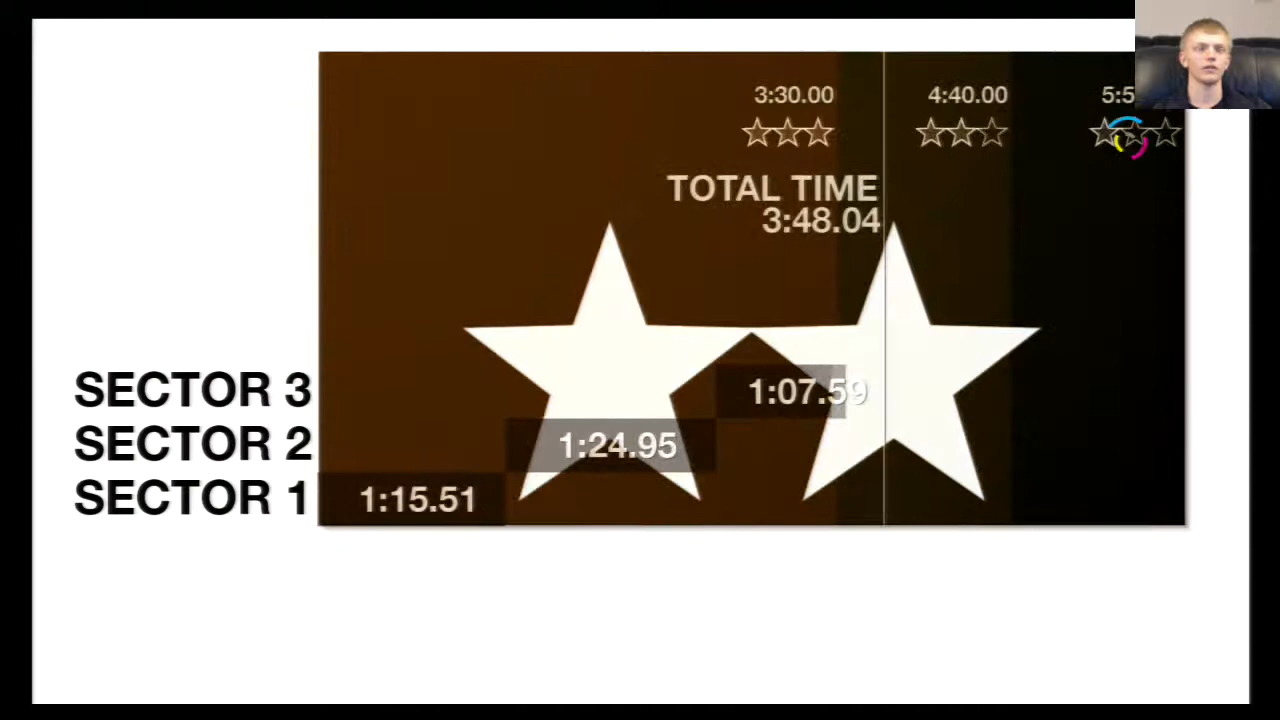 3:30.00 4:40.00
TOTAL TIME
3:48.04
SECTOR 3 1:07.59
SECTOR 2 1:24.95
SECTOR 1 1:15.51